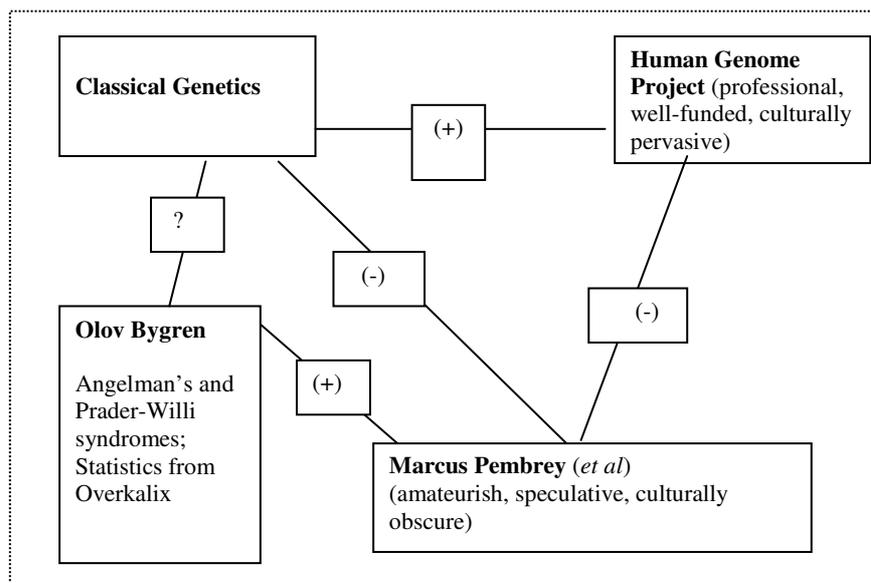 Classical Genetics
Human Genome
Project (professional,
well-funded, culturally
pervasive)
(+)
?
(-)
(-)
Olov Bygren
Angelman's and
Prader-Willi
syndromes;
Statistics from
Overkalix
(+)
Marcus Pembrey (et al)
(amateurish, speculative, culturally
obscure)